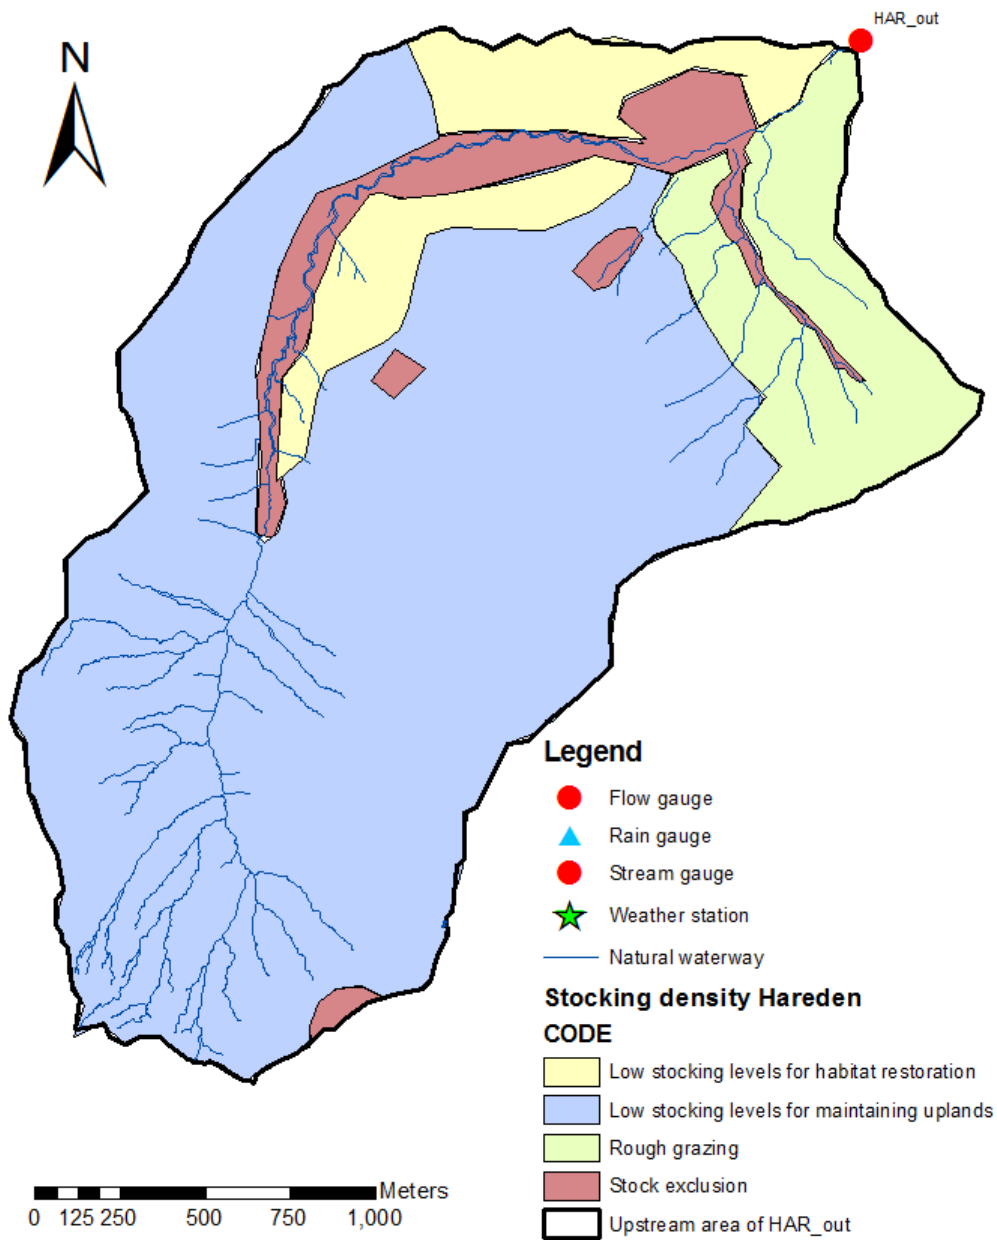 HAR_out
N
Legend
Flow gauge
Rain gauge
Stream gauge
Weather station
Natural waterway
Stocking density Hareden
CODE
Low stocking levels for habitat restoration
Low stocking levels for maintaining uplands
Rough grazing
Stock exclusion
Upstream area of HAR_out
Meters
0 125 250 500 750 1,000